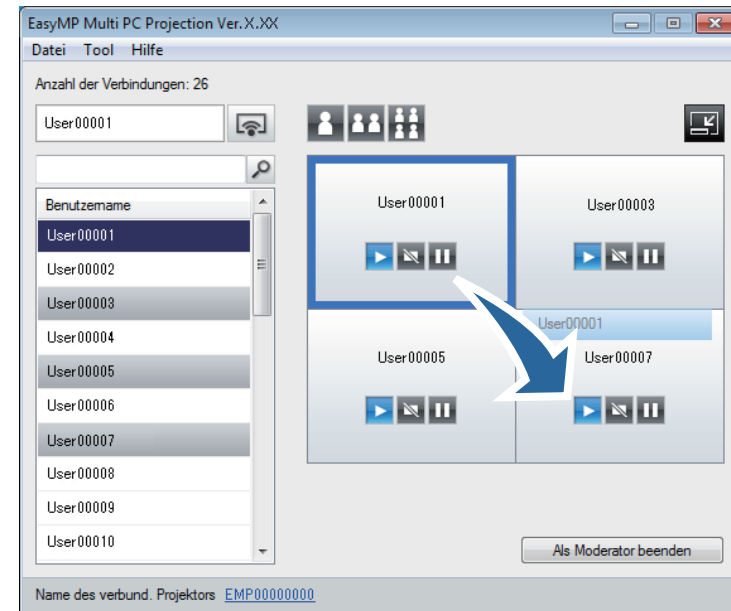 EasyMP Multi PC Projection Ver.X.XX
Datei Tool Hilfe
Anzahl der Verbindungen: 26
User00001
Benutzername
User00001
User00002
User00003
User00004
User00005
User00006
User00007
User00008
User00009
User00010
User00001
User00003
User00001
User00005
User00007
Als Moderator beenden
Name des verbund. Projektors EMP00000000